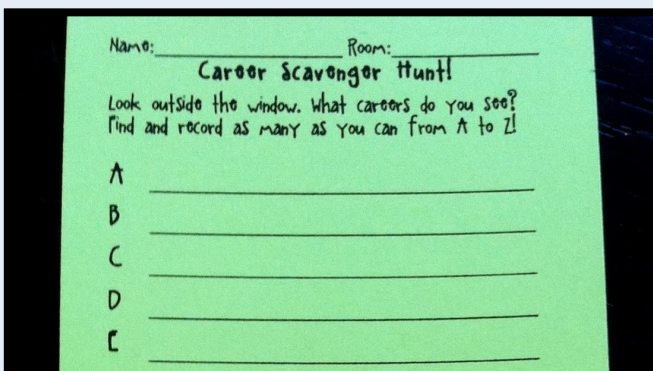 Name: Room:
Career Scavenger Hunt!
Look outside the window. What careers do you see?
Find and record as many as you can from A to Z!
A
B
C
D
E